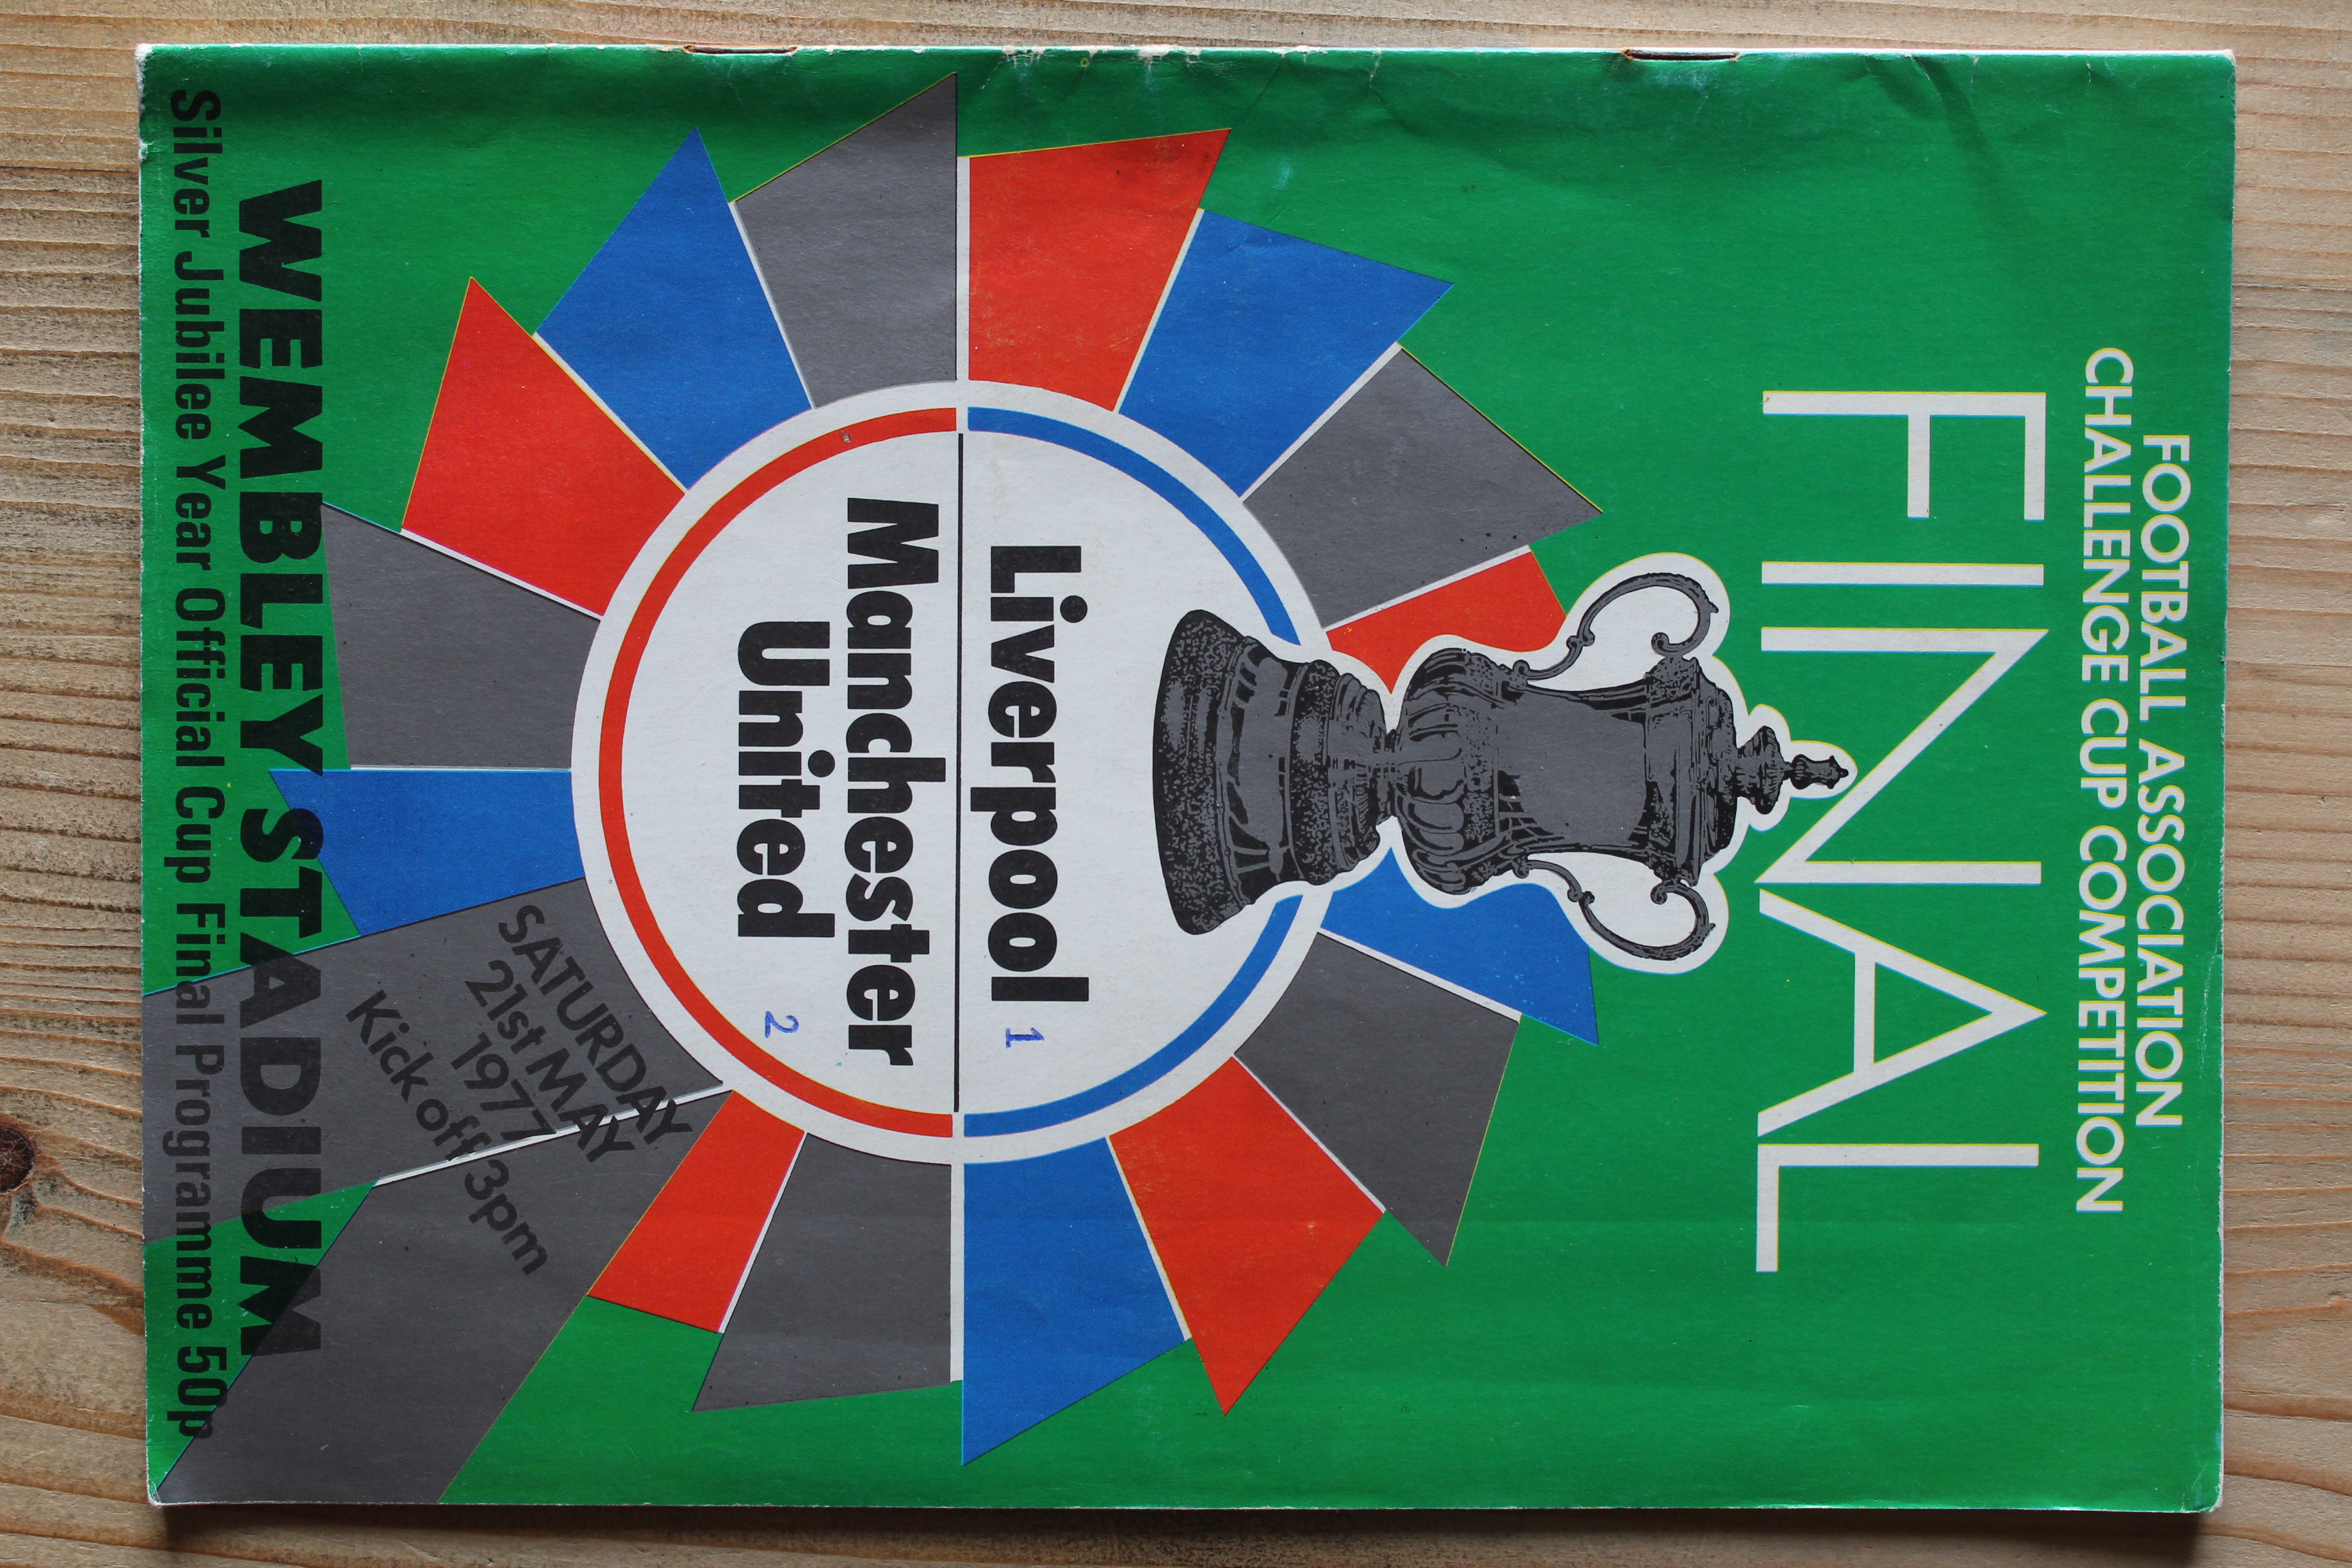 FOOTBALL ASSOCIATION
CHALLENGE CUP COMPETITION
FINAL
Liverpool 1
Manchester
United 2
SATURDAY
21st MAY
1977
Kick off 3pm
WEMBLEY STADIUM
Silver Jubilee Year Official Cup Final Programme 50p